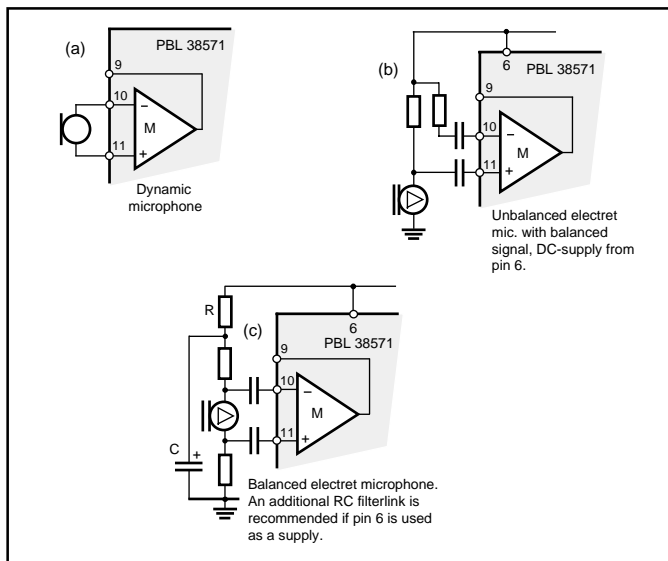 (a)
PBL 38571
9
10
−
M
11
+
Dynamic
microphone
(b)
6
PBL 38571
9
10
−
M
11
+
Unbalanced electret
mic. with balanced
signal, DC-supply from
pin 6.
R
(c)
6
PBL 38571
9
10
−
M
11
+
C
+
Balanced electret microphone.
An additional RC filterlink is
recommended if pin 6 is used
as a supply.